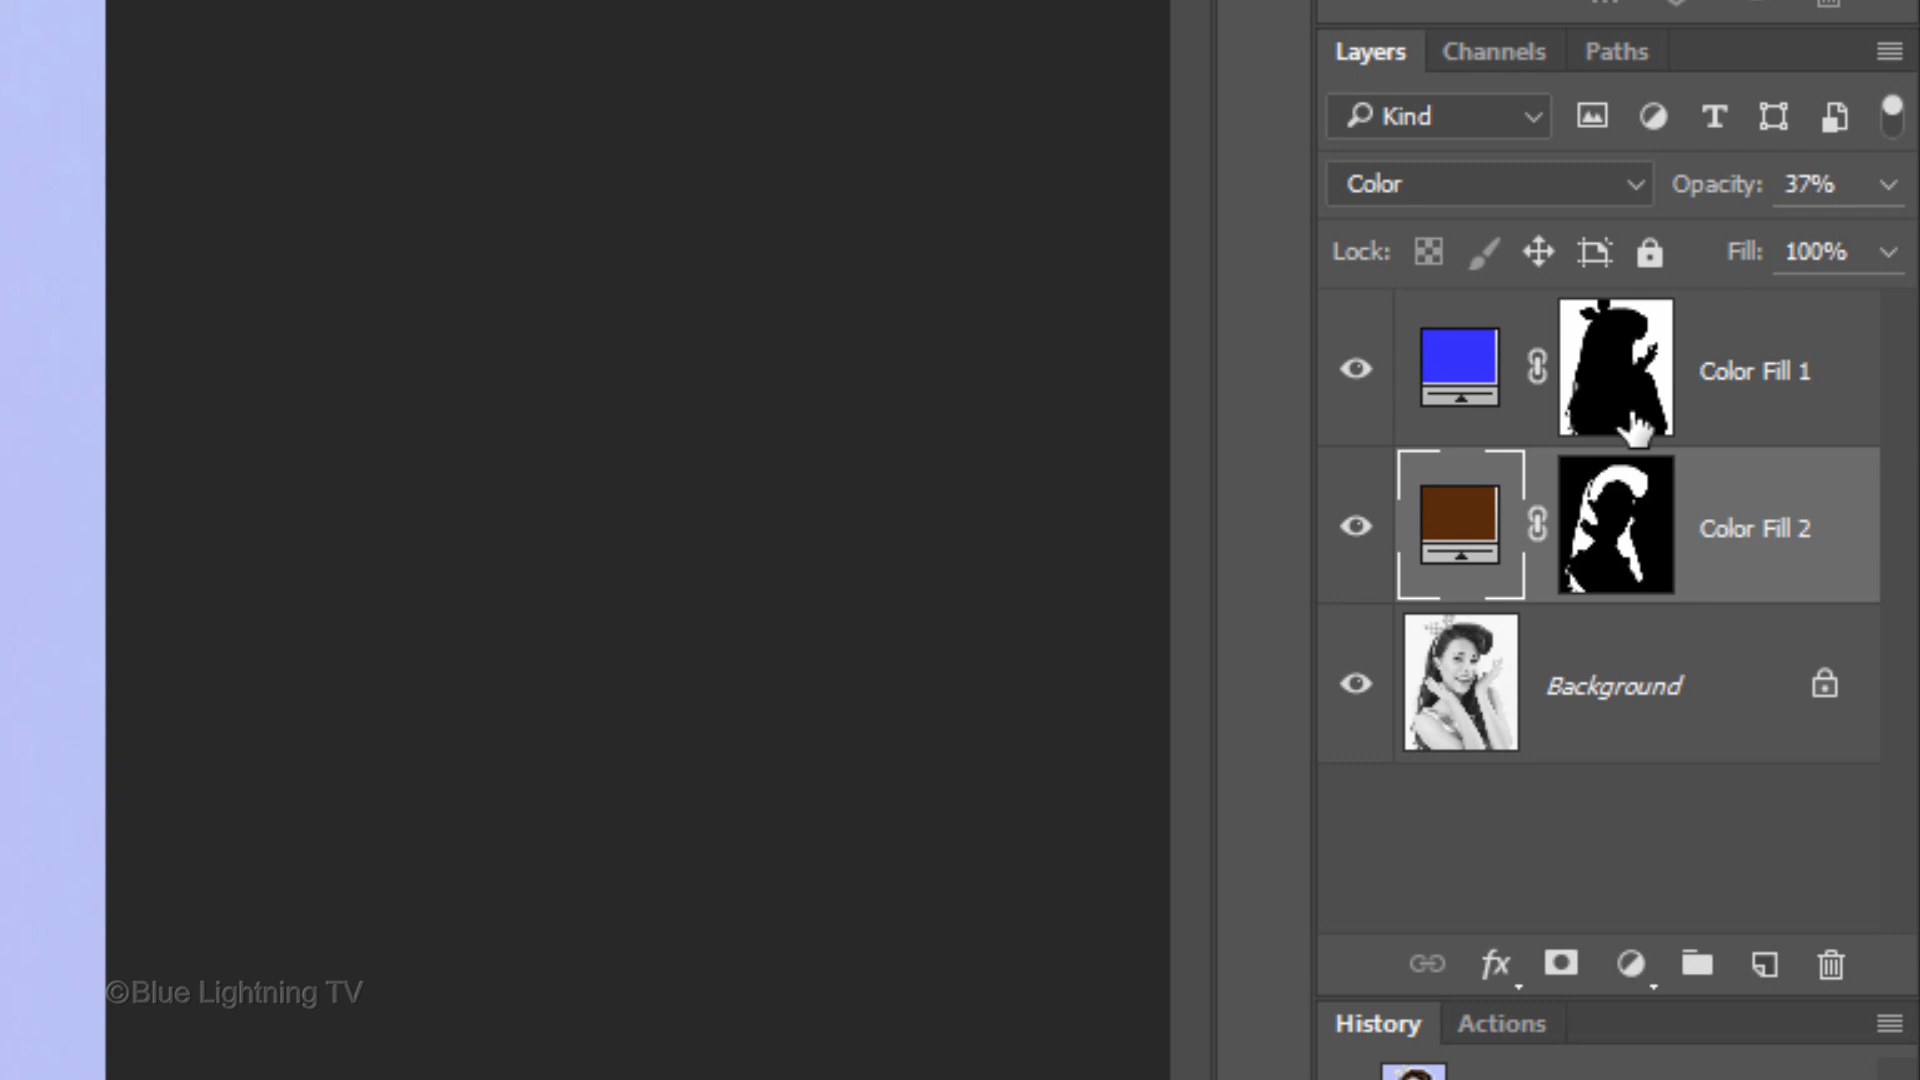 Layers Channels Paths
Kind T
Color Opacity: 37%
Lock: Fill: 100%
Color Fill 1
Color Fill 2
Background
fx
©Blue Lightning TV
History Actions